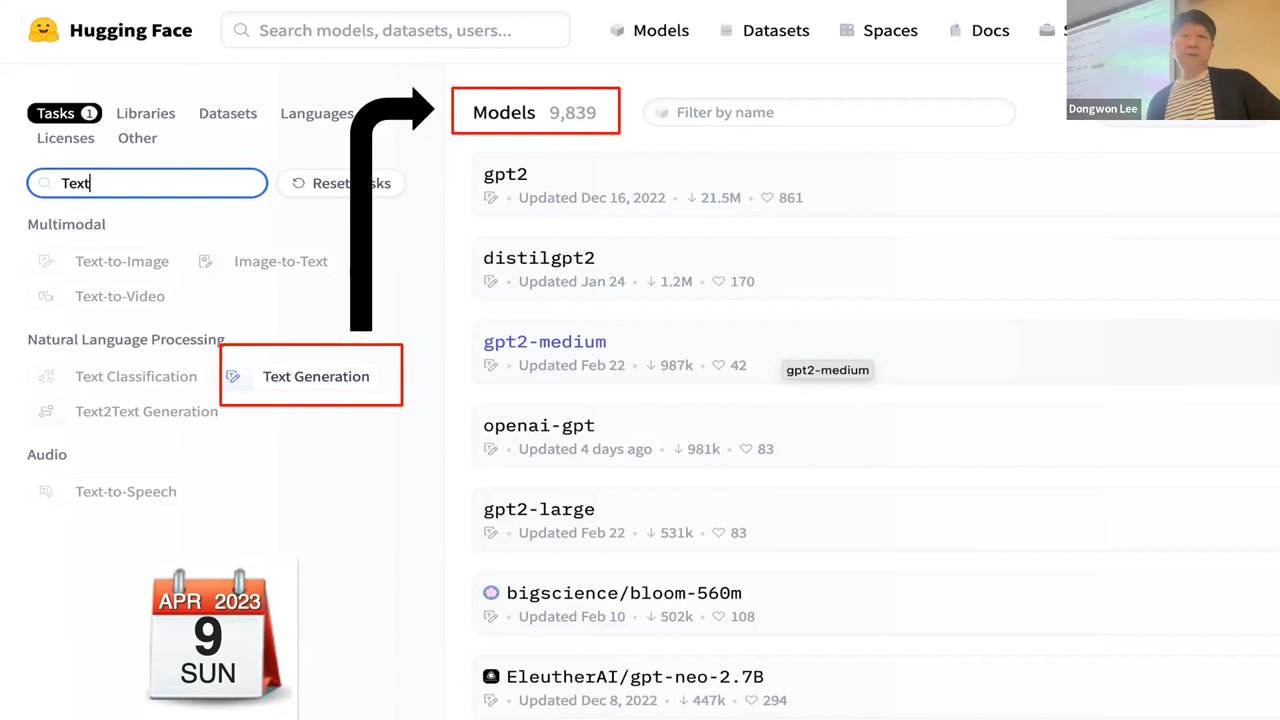 Hugging Face
Search models, datasets, users...
Models
Datasets
Spaces
Docs
Dongwon Lee
Tasks 1
Libraries
Datasets
Languages
Licenses
Other
Text
Reset Tasks
Multimodal
Text-to-Image
Image-to-Text
Text-to-Video
Natural Language Processing
Text Classification
Text Generation
Text2Text Generation
Audio
Text-to-Speech
APR 2023
9
SUN
Models 9,839
Filter by name
gpt2
Updated Dec 16, 2022 • 21.5M • 861
distilgpt2
Updated Jan 24 • 1.2M • 170
gpt2-medium
Updated Feb 22 • 987k • 42
gpt2-medium
openai-gpt
Updated 4 days ago • 981k • 83
gpt2-large
Updated Feb 22 • 531k • 83
bigscience/bloom-560m
Updated Feb 10 • 502k • 108
EleutherAI/gpt-neo-2.7B
Updated Dec 8, 2022 • 447k • 294